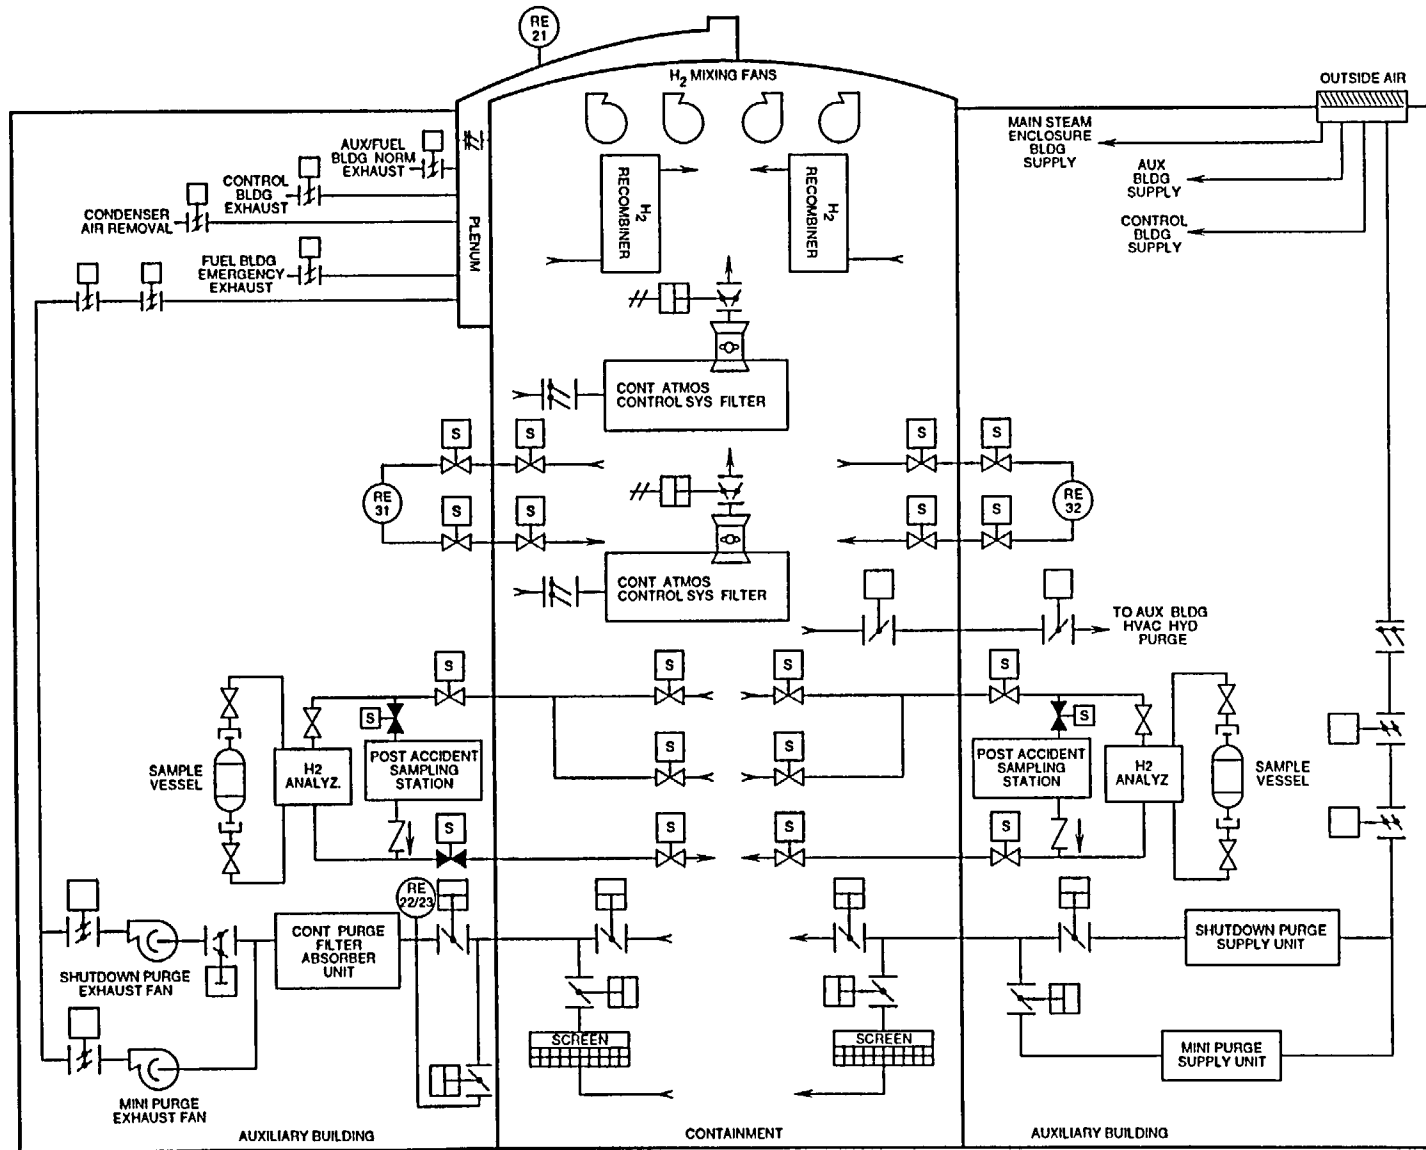 RE
21
H2 MIXING FANS
OUTSIDE AIR
MAIN STEAM
ENCLOSURE
BLDG
SUPPLY
AUX/FUEL
BLDG NORM
EXHAUST
CONTROL
BLDG
EXHAUST
CONDENSER
AIR REMOVAL
FUEL BLDG
EMERGENCY
EXHAUST
PLENUM
H2
RECOMBINER
H2
RECOMBINER
AUX
BLDG
SUPPLY
CONTROL
BLDG
SUPPLY
CONT ATMOS
CONTROL SYS FILTER
S
S
S
S
RE
31
S
S
S
S
RE
32
CONT ATMOS
CONTROL SYS FILTER
TO AUX BLDG
HVAC HYD
PURGE
S
S
S
S
S
S
SAMPLE
VESSEL
H2
ANALYZ.
POST ACCIDENT
SAMPLING
STATION
S
S
POST ACCIDENT
SAMPLING
STATION
H2
ANALYZ
SAMPLE
VESSEL
S
S
S
S
RE
22/23
CONT PURGE
FILTER
ABSORBER
UNIT
SHUTDOWN PURGE
EXHAUST FAN
SHUTDOWN PURGE
SUPPLY UNIT
SCREEN
SCREEN
MINI PURGE
SUPPLY UNIT
MINI PURGE
EXHAUST FAN
AUXILIARY BUILDING
CONTAINMENT
AUXILIARY BUILDING